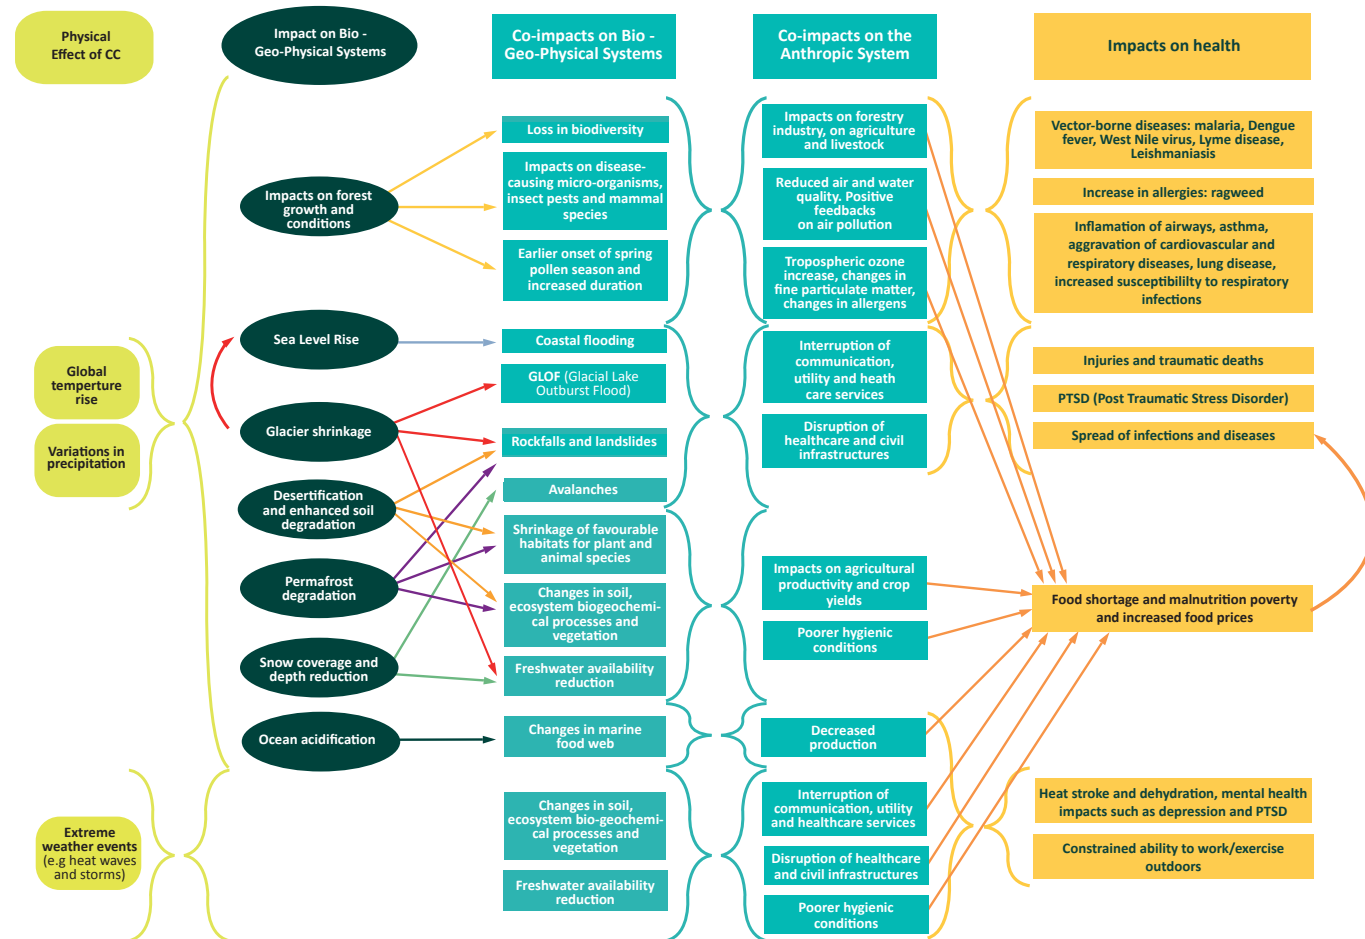 Physical
Effect of CC
Impact on Bio -
Geo-Physical Systems
Co-impacts on Bio -
Geo-Physical Systems
Co-impacts on the
Anthropic System
Impacts on health
Global
temperture
rise
Variations in
precipitation
Extreme
weather events
(e.g heat waves
and storms)
Impacts on forest
growth and
conditions
Sea Level Rise
Glacier shrinkage
Desertification
and enhanced soil
degradation
Permafrost
degradation
Snow coverage and
depth reduction
Ocean acidification
Loss in biodiversity
Impacts on disease-
causing micro-organisms,
insect pests and mammal
species
Earlier onset of spring
pollen season and
increased duration
Coastal flooding
GLOF (Glacial Lake
Outburst Flood)
Rockfalls and landslides
Avalanches
Shrinkage of favourable
habitats for plant and
animal species
Changes in soil,
ecosystem biogeochemi-
cal processes and
vegetation
Freshwater availability
reduction
Changes in marine
food web
Changes in soil,
ecosystem bio-geochemi-
cal processes and
vegetation
Freshwater availability
reduction
Impacts on forestry
industry, on agriculture
and livestock
Reduced air and water
quality. Positive
feedbacks
on air pollution
Tropospheric ozone
increase, changes in
fine particulate matter,
changes in allergens
Interruption of
communication,
utility and heath
care services
Disruption of
healthcare and civil
infrastructures
Impacts on agricultural
productivity and crop
yields
Poorer hygienic
conditions
Decreased
production
Interruption of
communication, utility
and healthcare services
Disruption of healthcare
and civil infrastructures
Poorer hygienic
conditions
Vector-borne diseases: malaria, Dengue
fever, West Nile virus, Lyme disease,
Leishmaniasis
Increase in allergies: ragweed
Inflamation of airways, asthma,
aggravation of cardiovascular and
respiratory diseases, lung disease,
increased susceptibilty to respiratory
infections
Injuries and traumatic deaths
PTSD (Post Traumatic Stress Disorder)
Spread of infections and diseases
Food shortage and malnutrition poverty
and increased food prices
Heat stroke and dehydration, mental health
impacts such as depression and PTSD
Constrained ability to work/exercise
outdoors